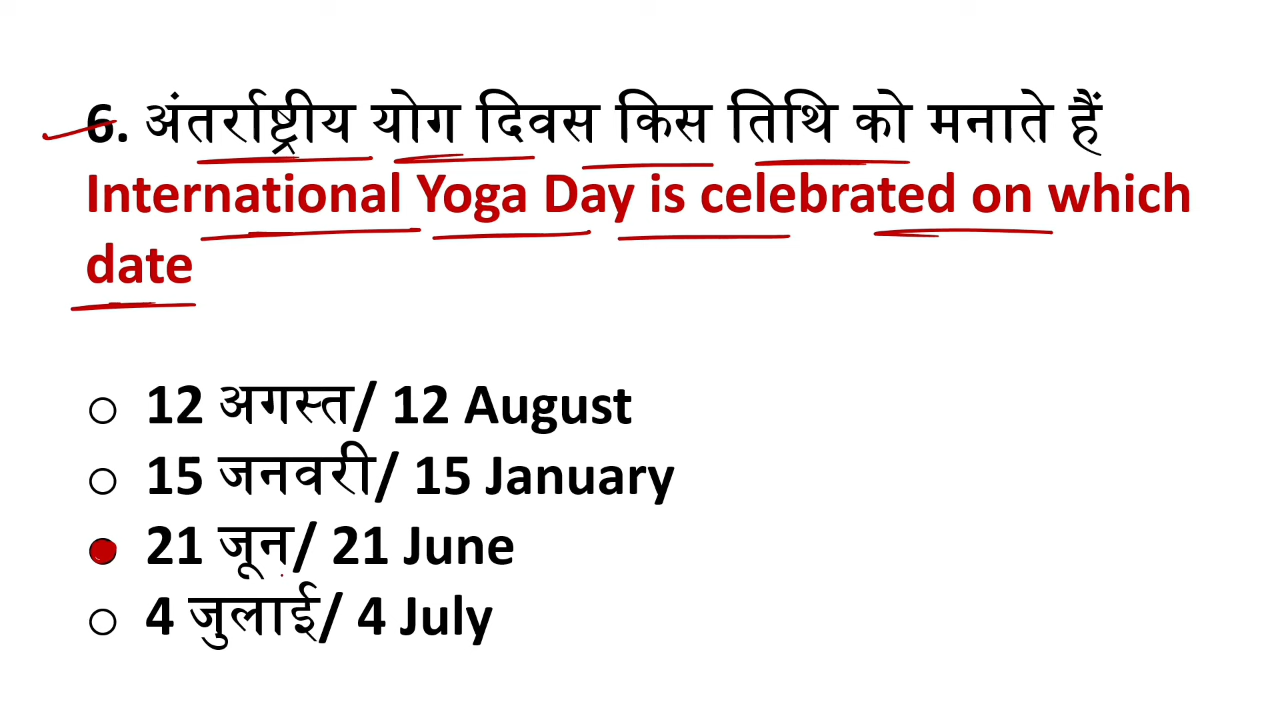 6. अंतर्राष्ट्रीय योग दिवस किस तिथि को मनाते हैं
International Yoga Day is celebrated on which
date
12 अगस्त/ 12 August
15 जनवरी/ 15 January
21 जून/ 21 June
4 जुलाई/ 4 July